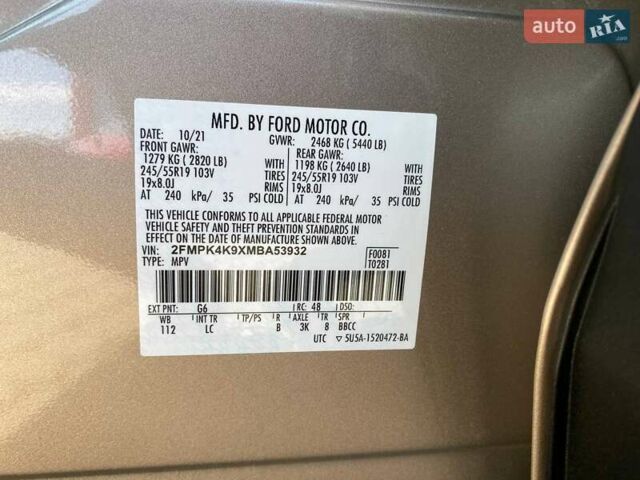 auto RIA.com
MFD. BY FORD MOTOR CO.
DATE: 10/21 GVWR: 2468 KG ( 5440 LB)
FRONT GAWR: REAR GAWR:
1279 KG ( 2820 LB) WITH 1198 KG ( 2640 LB) WITH
245/55R19 103V TIRES 245/55R19 103V TIRES
19x8.0J RIMS 19x8.0J RIMS
AT 240 kPa/ 35 PSI COLD AT 240 kPa/ 35 PSI COLD
THIS VEHICLE CONFORMS TO ALL APPLICABLE FEDERAL MOTOR
VEHICLE SAFETY AND THEFT PREVENTION STANDARDS IN
EFFECT ON THE DATE OF MANUFACTURE SHOWN ABOVE.
VIN: 2FMPK4K9XMBA53932 F0081
TYPE: MPV T0281
EXT PNT: G6 RC: 48 DSO:
WB INT TR TP/PS R AXLE TR SPR
112 LC B 3K 8 BBCC
UTC ▽ 5U5A-1520472-BA